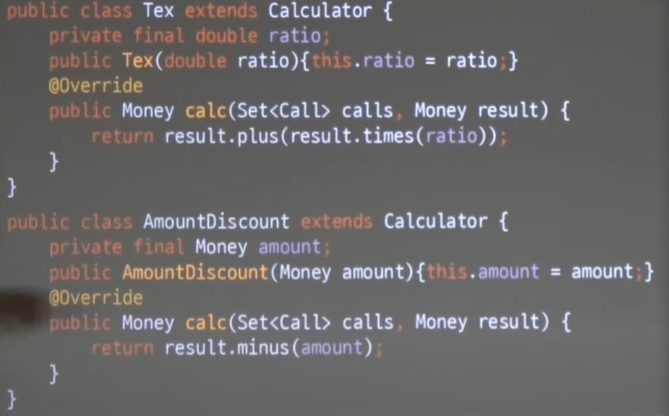 public class Tex extends Calculator {
    private final double ratio;
    public Tex(double ratio){this.ratio = ratio;}
    @Override
    public Money calc(Set<Call> calls, Money result) {
        return result.plus(result.times(ratio));
    }
}
public class AmountDiscount extends Calculator {
    private final Money amount;
    public AmountDiscount(Money amount){this.amount = amount;}
    @Override
    public Money calc(Set<Call> calls, Money result) {
        return result.minus(amount);
    }
}